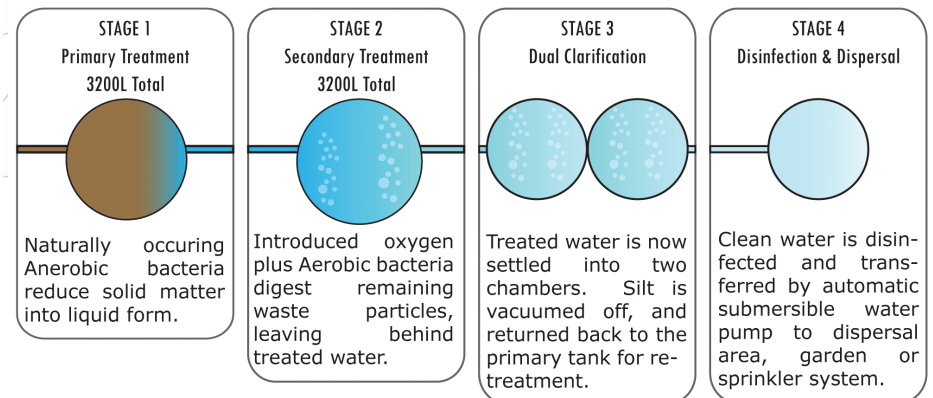 STAGE 1
Primary Treatment
3200L Total
Naturally occuring
Anerobic bacteria
reduce solid matter
into liquid form.
STAGE 2
Secondary Treatment
3200L Total
Introduced oxygen
plus Aerobic bacteria
digest remaining
waste particles,
leaving behind
treated water.
STAGE 3
Dual Clarification
Treated water is now
settled into two
chambers. Silt is
vacuumed off, and
returned back to the
primary tank for re-
treatment.
STAGE 4
Disinfection & Dispersal
Clean water is disin-
fected and trans-
ferred by automatic
submersible water
pump to dispersal
area, garden or
sprinkler system.